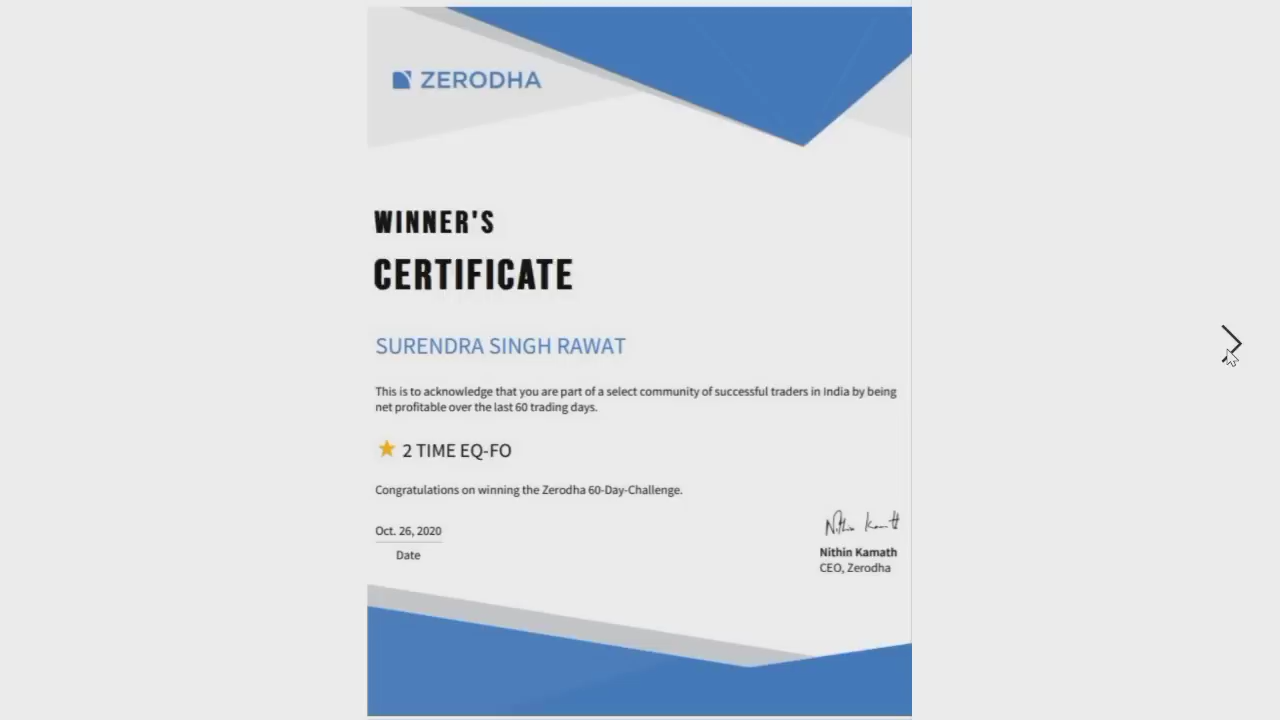 ZERODHA
WINNER'S
CERTIFICATE
SURENDRA SINGH RAWAT
This is to acknowledge that you are part of a select community of successful traders in India by being
net profitable over the last 60 trading days.
2 TIME EQ-FO
Congratulations on winning the Zerodha 60-Day-Challenge.
Oct. 26, 2020
Date
Nithin Kamath
Nithin Kamath
CEO, Zerodha